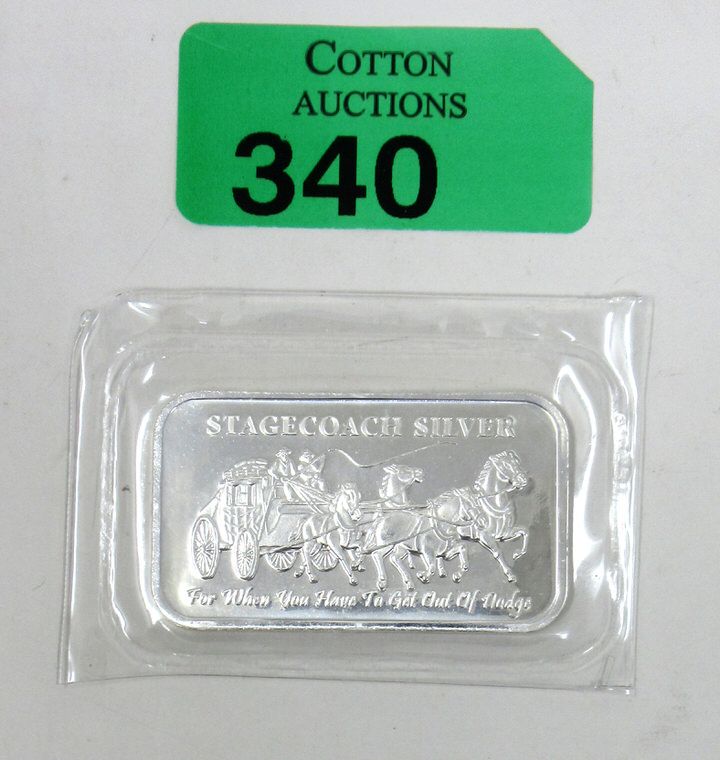 COTTON
AUCTIONS
340
STAGECOACH SILVER
For When You Have To Get Out Of Dodge